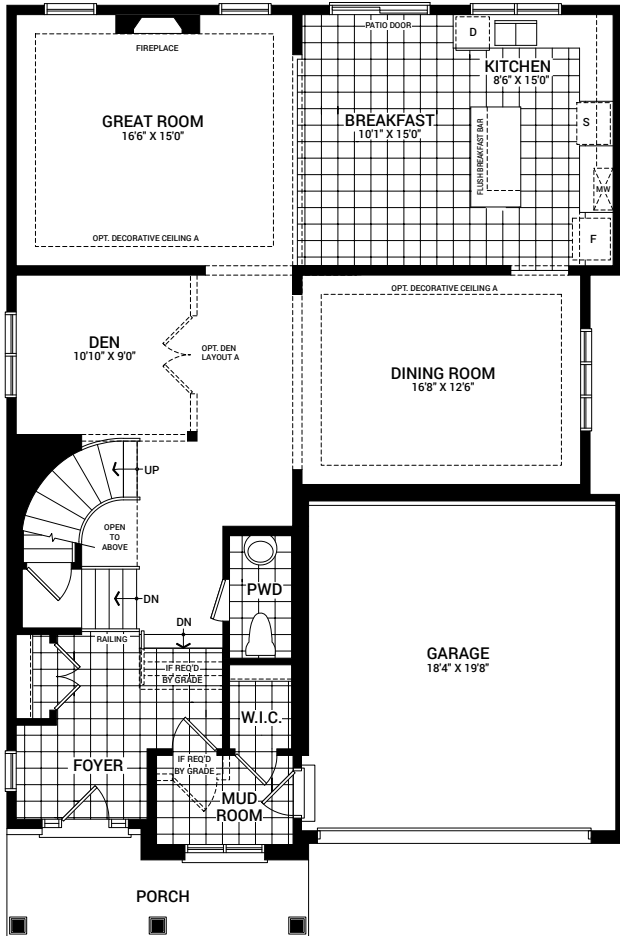 FIREPLACE
GREAT ROOM
16'6" X 15'0"
OPT. DECORATIVE CEILING A
PATIO DOOR
D
KITCHEN
8'6" X 15'0"
BREAKFAST
10'1" X 15'0"
FLUSH BREAKFAST BAR
S
MW
F
DEN
10'10" X 9'0"
OPT. DEN
LAYOUT A
OPT. DECORATIVE CEILING A
DINING ROOM
16'8" X 12'6"
UP
OPEN
TO
ABOVE
DN
DN
RAILING
IF REQ'D
BY GRADE
PWD
W.I.C.
GARAGE
18'4" X 19'8"
FOYER
IF REQ'D
BY GRADE
MUD
ROOM
PORCH